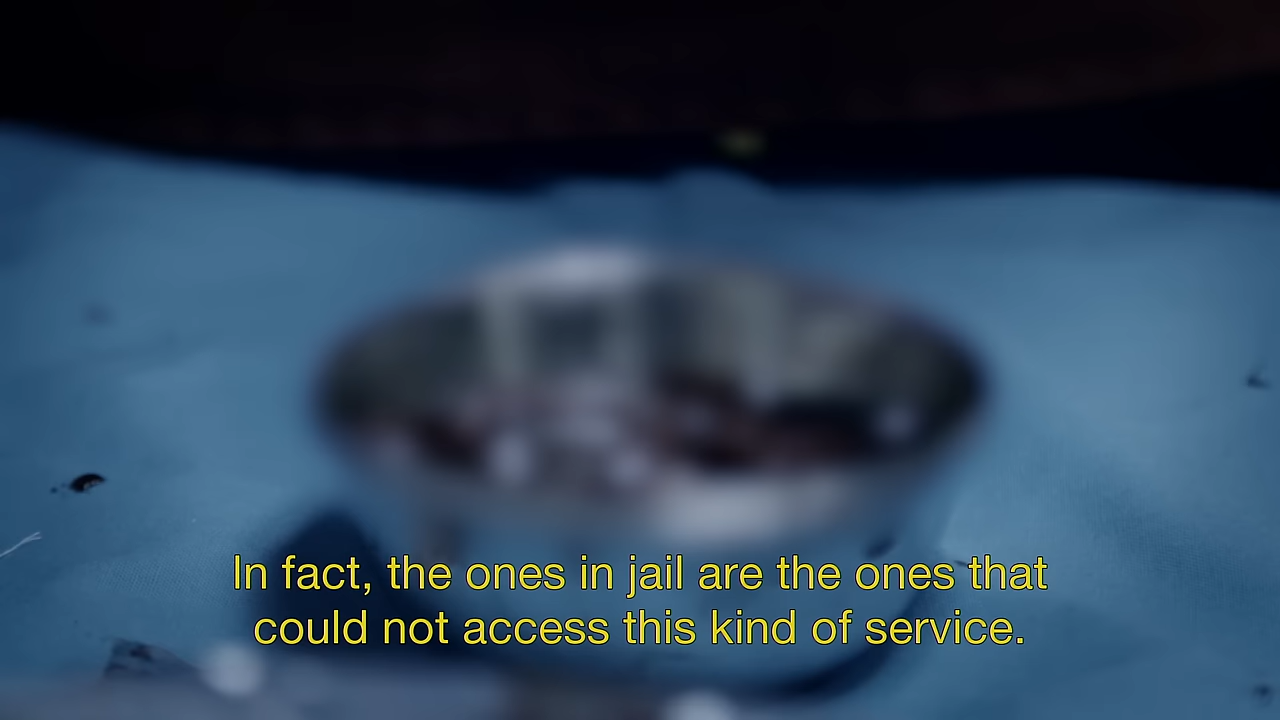 In fact, the ones in jail are the ones that
could not access this kind of service.